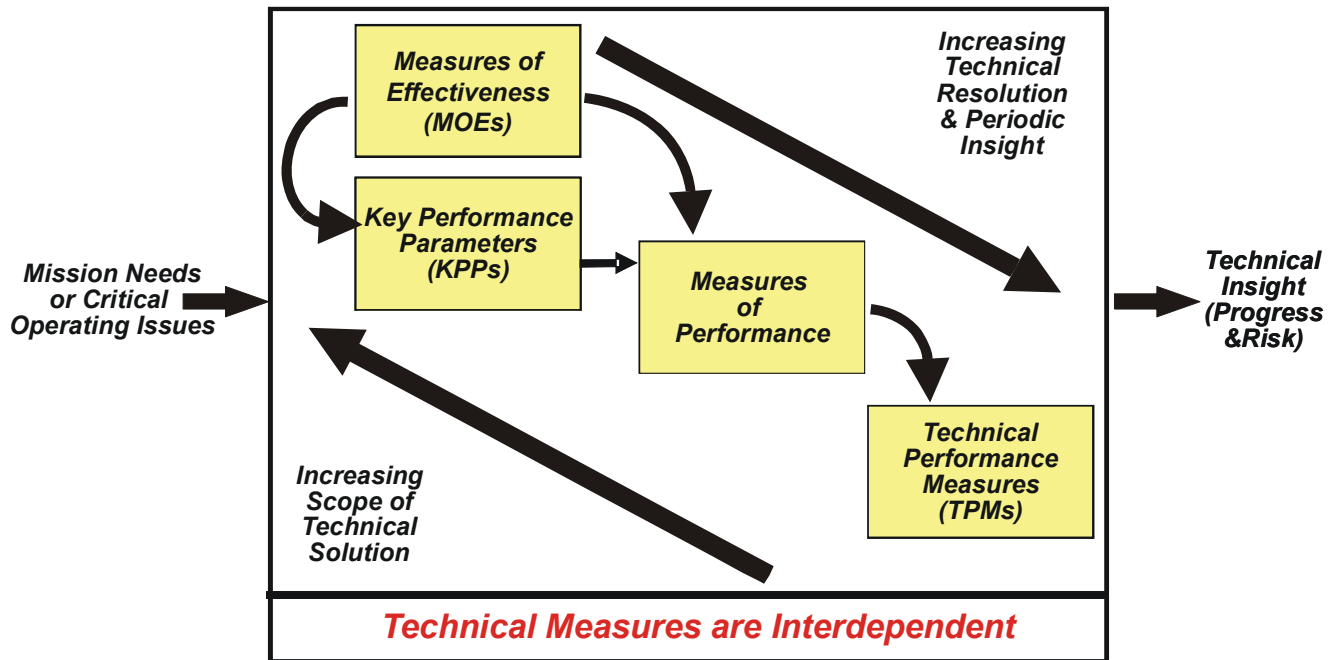 Measures of
Effectiveness
(MOEs)
Increasing
Technical
Resolution
& Periodic
Insight
Key Performance
Parameters
(KPPs)
Mission Needs
or Critical
Operating Issues
Measures
of
Performance
Technical
Insight
(Progress
&Risk)
Technical
Performance
Measures
(TPMs)
Increasing
Scope of
Technical
Solution
Technical Measures are Interdependent